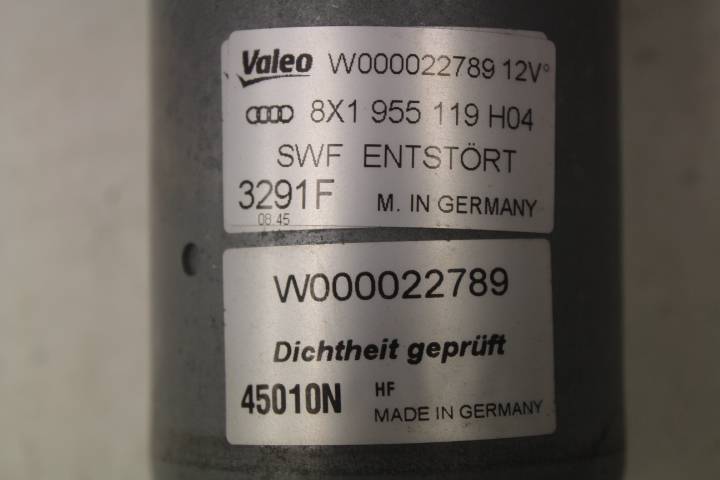 Valeo W000022789 12V°
8X1 955 119 H04
SWF ENTSTÖRT
3291F M. IN GERMANY
08.45
W000022789
Dichtheit geprüft
45010N HF
MADE IN GERMANY